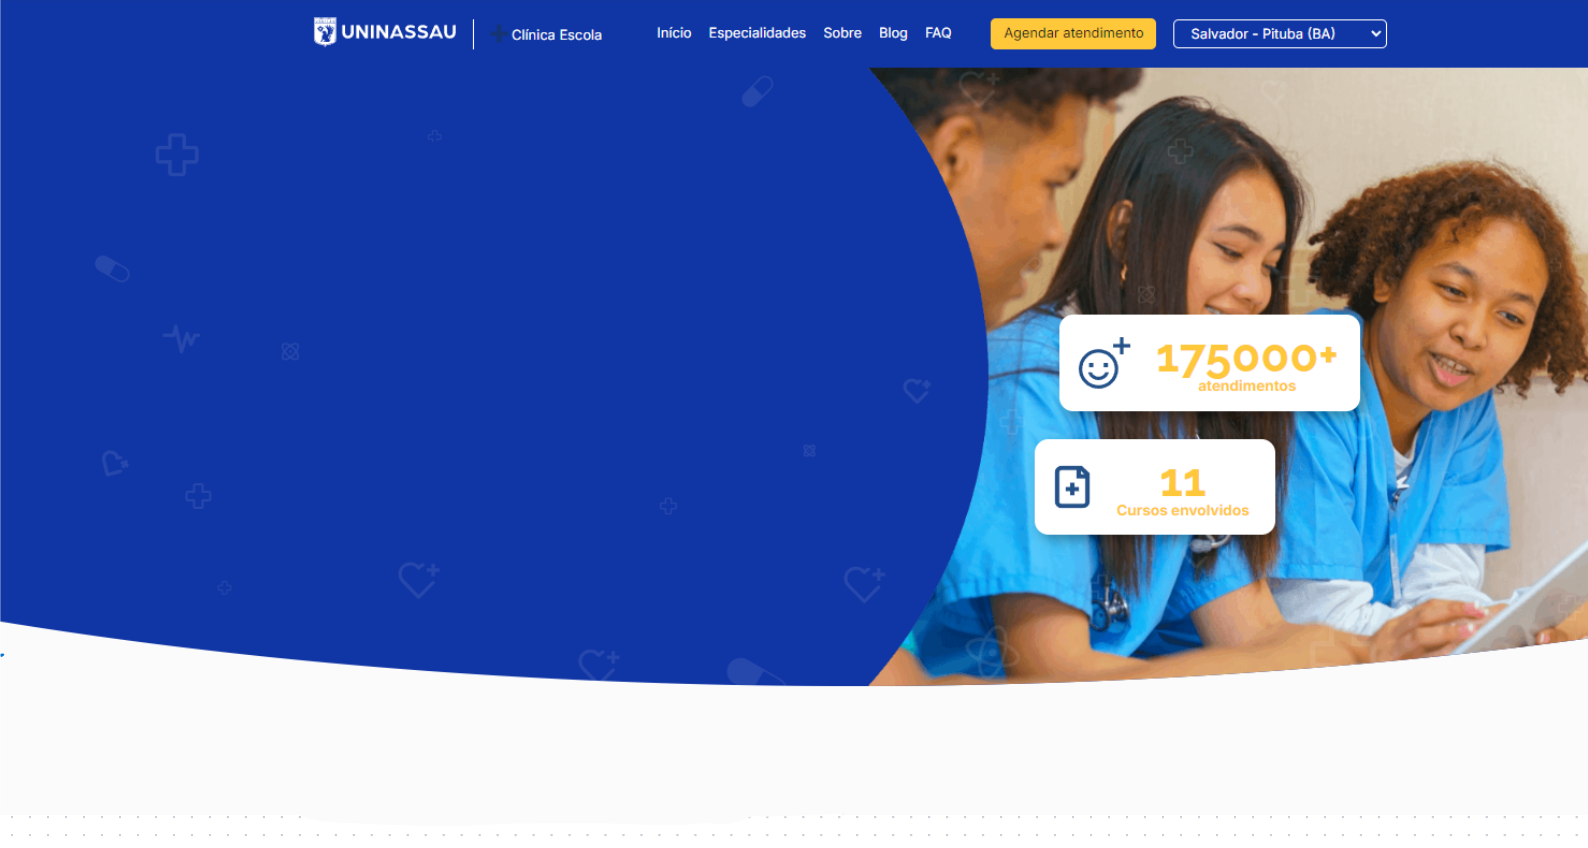 UNINASSAU
Clínica Escola
Início
Especialidades
Sobre
Blog
FAQ
Agendar atendimento
Salvador - Pituba (BA)
175000+
atendimentos
11
Cursos envolvidos